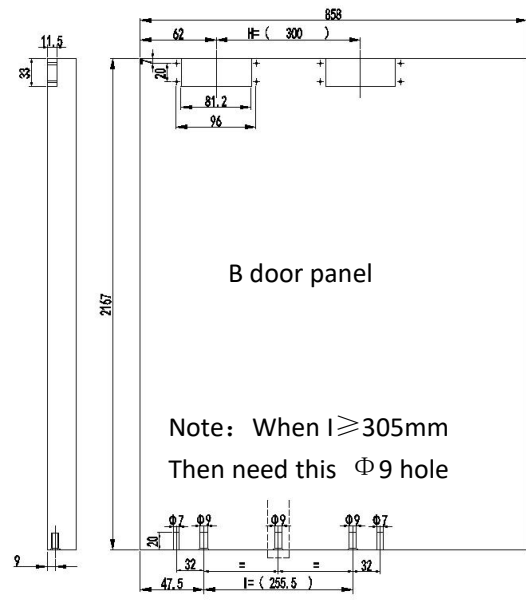 858
11.5
62
H=( 300 )
33
7
20
81.2
96
2167
B door panel
Note： When I≥305mm
Then need this Φ9 hole
Φ7
Φ9
Φ9
Φ9
Φ7
20
9
32
=
=
32
47.5
I=( 255.5 )